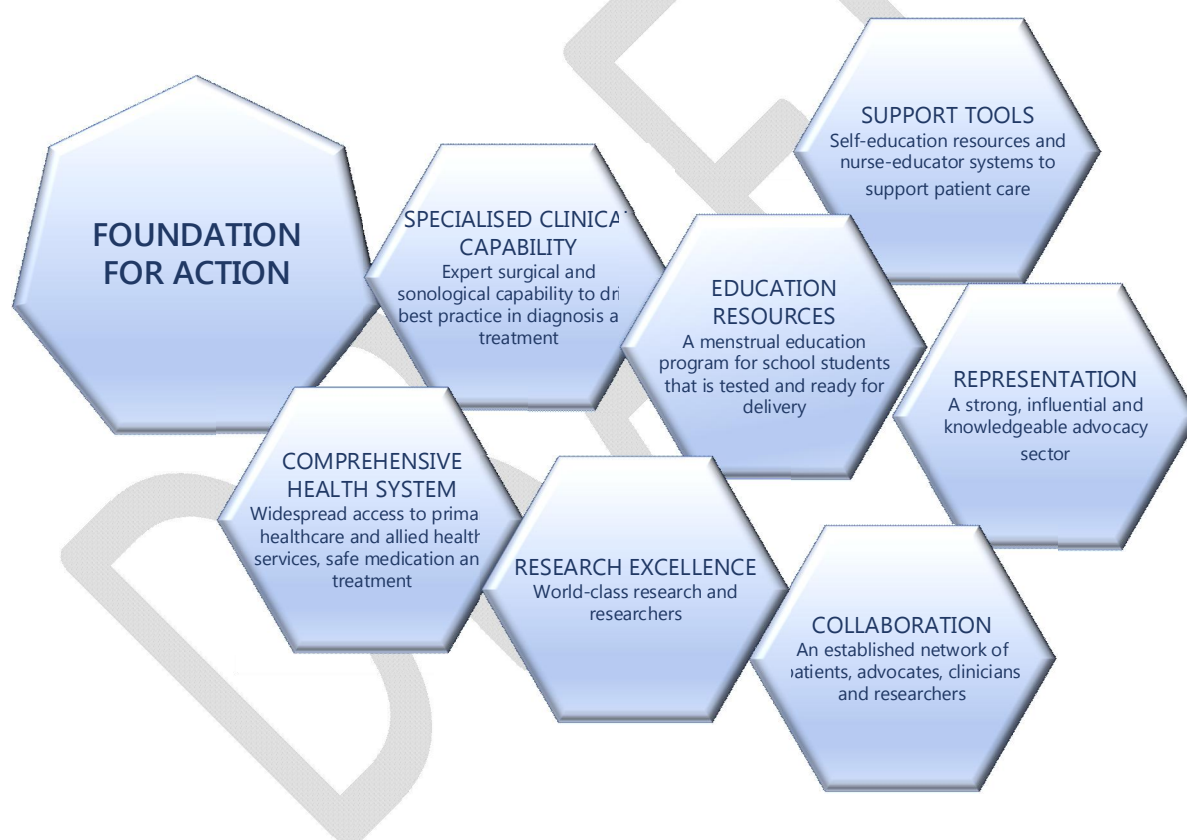 FOUNDATION
FOR ACTION
SPECIALISED CLINICA
CAPABILITY
Expert surgical and
sonological capability to dri
best practice in diagnosis a
treatment
SUPPORT TOOLS
Self-education resources and
nurse-educator systems to
support patient care
EDUCATION
RESOURCES
A menstrual education
program for school students
that is tested and ready for
delivery
REPRESENTATION
A strong, influential and
knowledgeable advocacy
sector
COMPREHENSIVE
HEALTH SYSTEM
Widespread access to prima
healthcare and allied health
services, safe medication an
treatment
RESEARCH EXCELLENCE
World-class research and
researchers
COLLABORATION
An established network of
atients, advocates, clinicians
and researchers